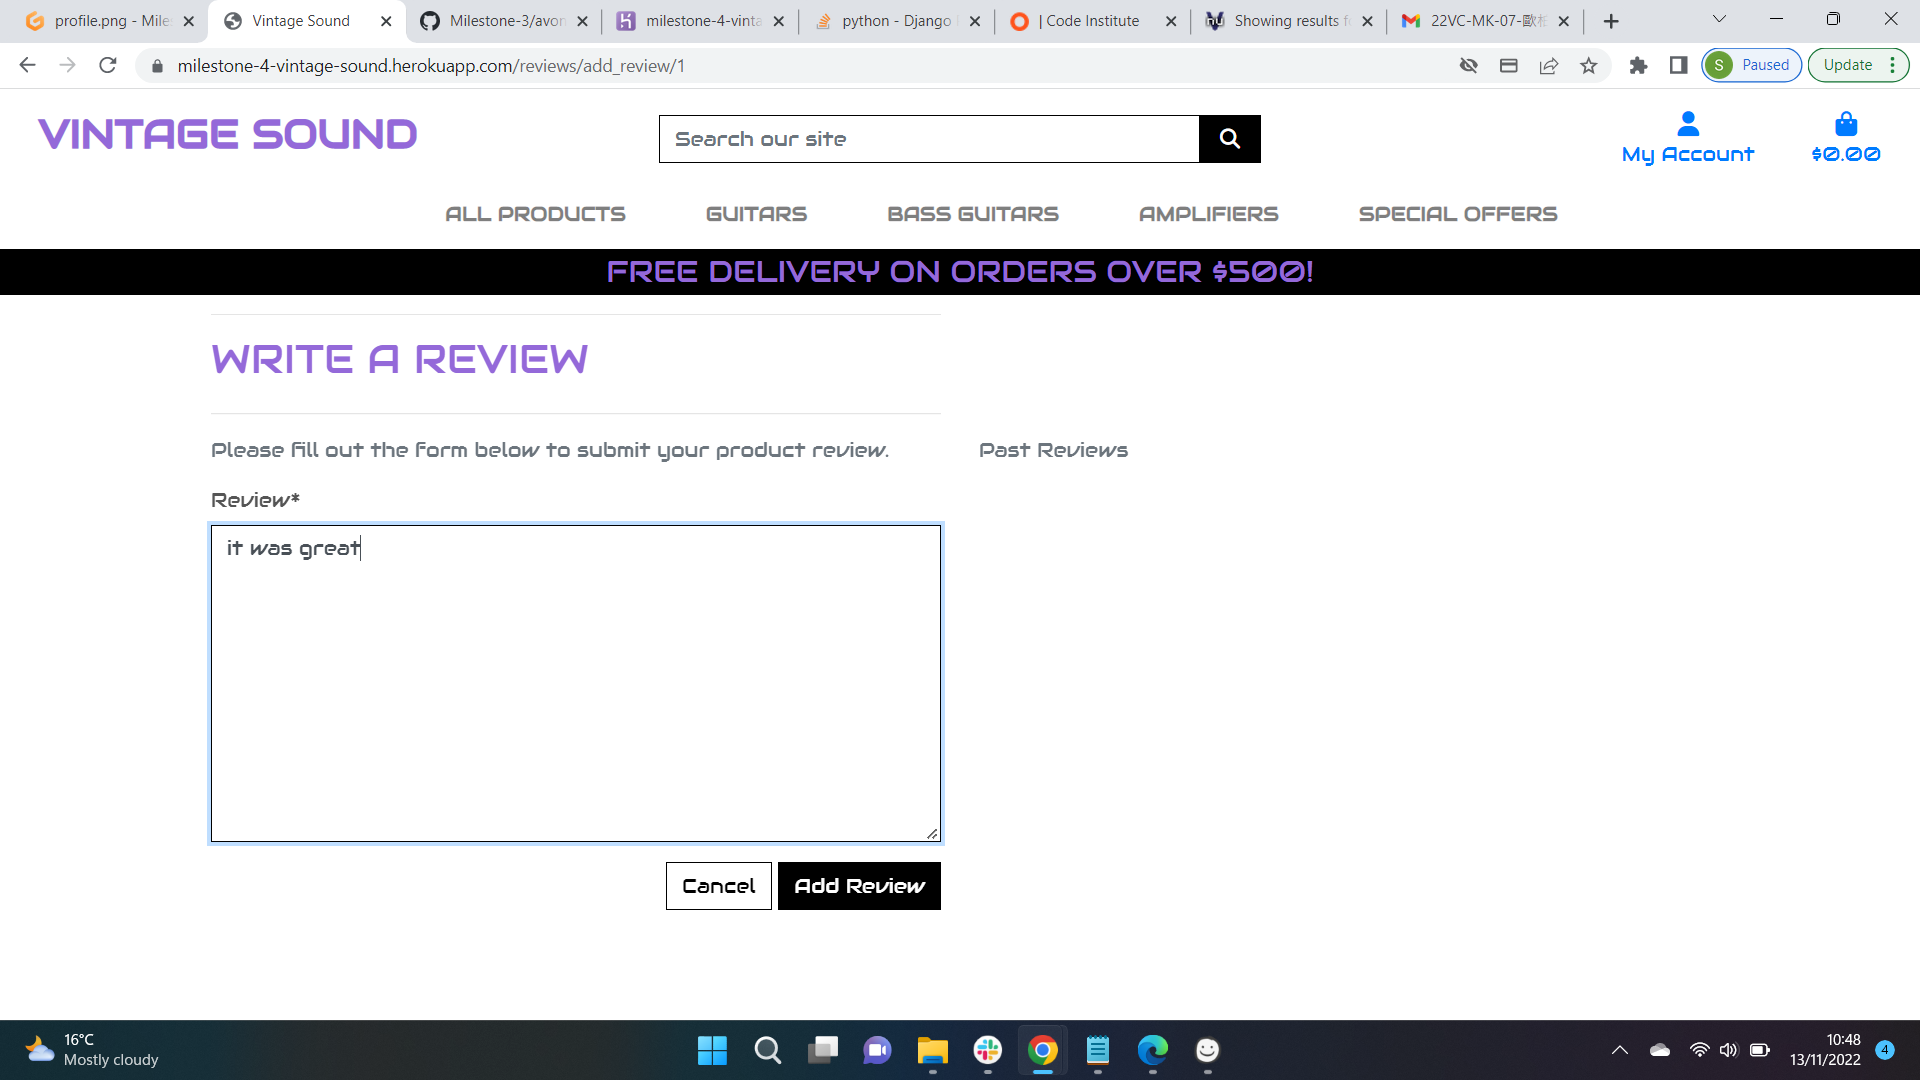 profile.png - Mile
Vintage Sound
Milestone-3/avon
milestone-4-vinta
python - Django
| Code Institute
Showing results f
22VC-MK-07-歐
milestone-4-vintage-sound.herokuapp.com/reviews/add_review/1
S Paused
Update
VINTAGE SOUND
Search our site
My Account
$0.00
ALL PRODUCTS GUITARS BASS GUITARS AMPLIFIERS SPECIAL OFFERS
FREE DELIVERY ON ORDERS OVER $500!
WRITE A REVIEW
Please fill out the form below to submit your product review.
Past Reviews
Review*
it was great
Cancel
Add Review
16°C
Mostly cloudy
10:48
13/11/2022
4